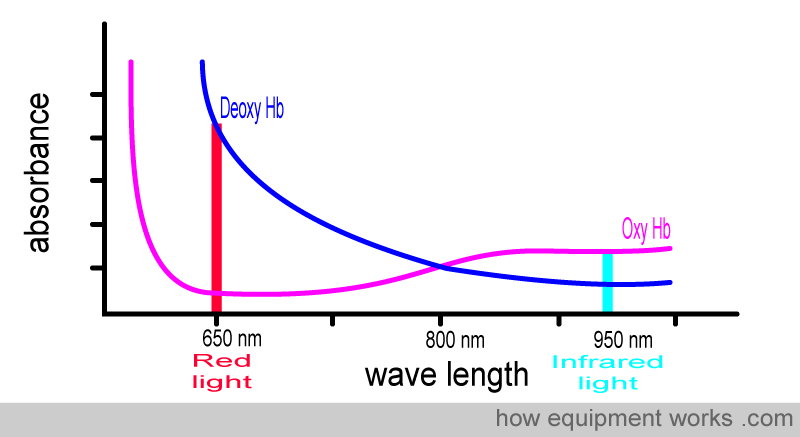 absorbance
Deoxy Hb
Oxy Hb
650 nm
800 nm
950 nm
Red
light
wave length
Infrared
light
how equipment works .com